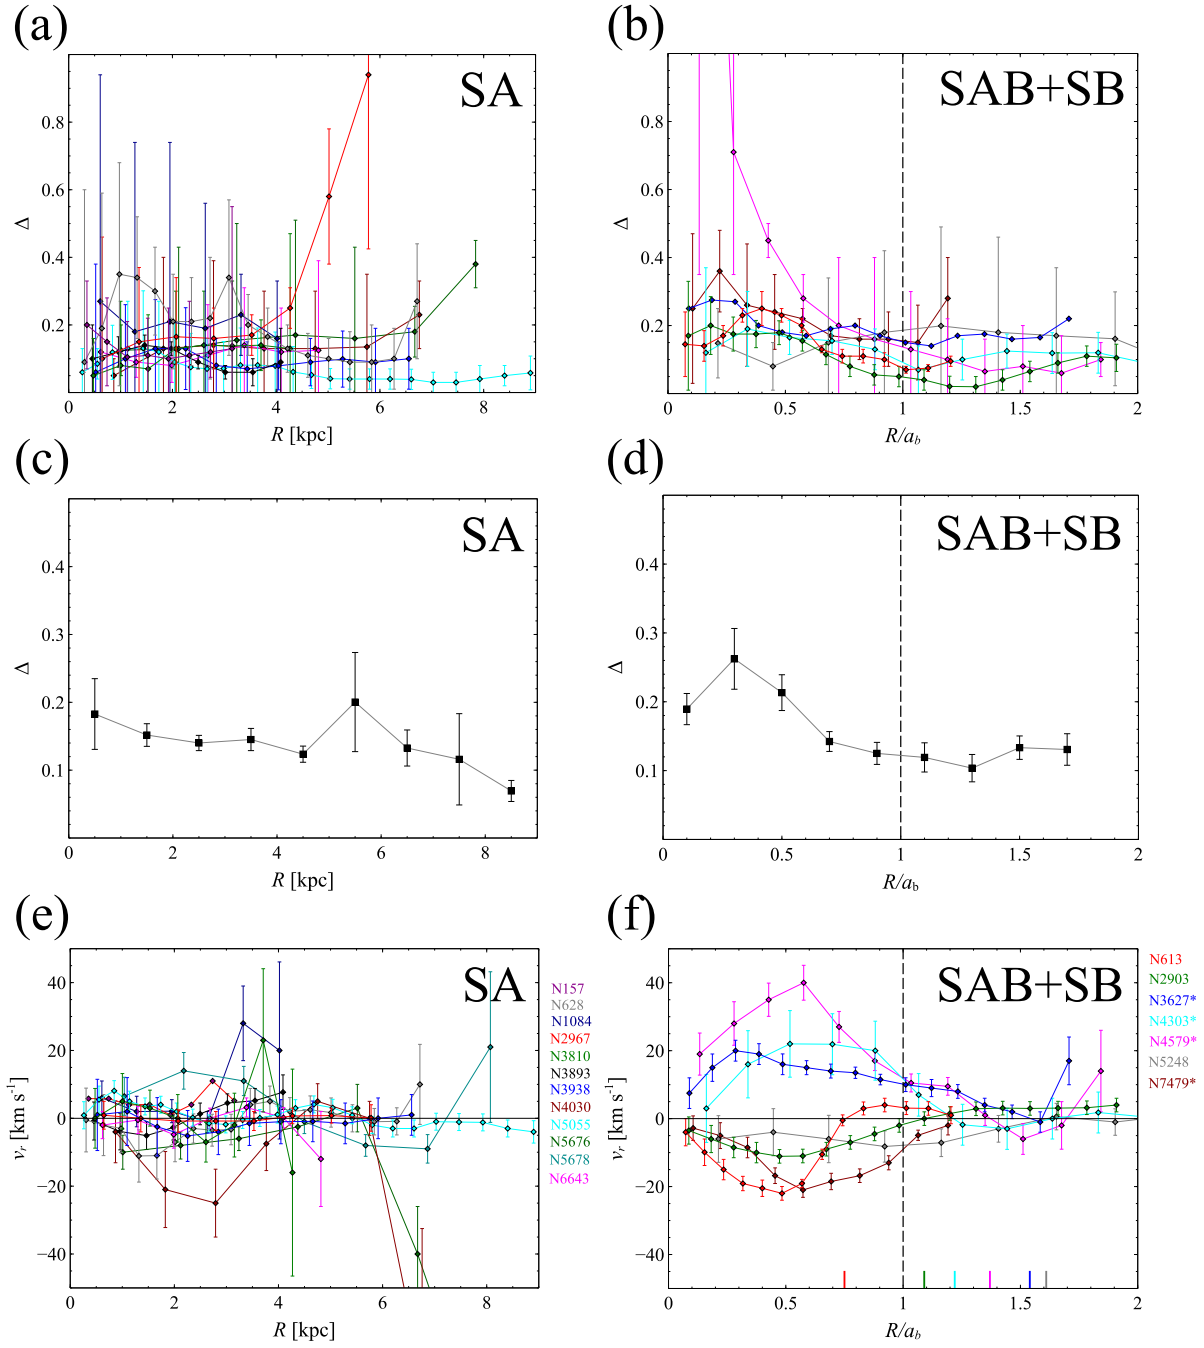 (a)
SA
0.8
0.6
0.4
0.2
Δ
0 2 4 6 8
R [kpc]
(b)
SAB+SB
0.8
0.6
0.4
0.2
Δ
0 0.5 1 1.5 2
R/a_b
(c)
SA
0.4
0.3
0.2
0.1
Δ
0 2 4 6 8
R [kpc]
(d)
SAB+SB
0.4
0.3
0.2
0.1
Δ
0 0.5 1 1.5 2
R/a_b
(e)
SA
40
20
0
−20
−40
v_r [km s^-1]
0 2 4 6 8
R [kpc]
N157
N628
N1084
N2967
N3810
N3893
N3938
N4030
N5055
N5676
N5678
N6643
(f)
SAB+SB
40
20
0
−20
−40
v_r [km s^-1]
0 0.5 1 1.5 2
R/a_b
N613
N2903
N3627*
N4303*
N4579*
N5248
N7479*